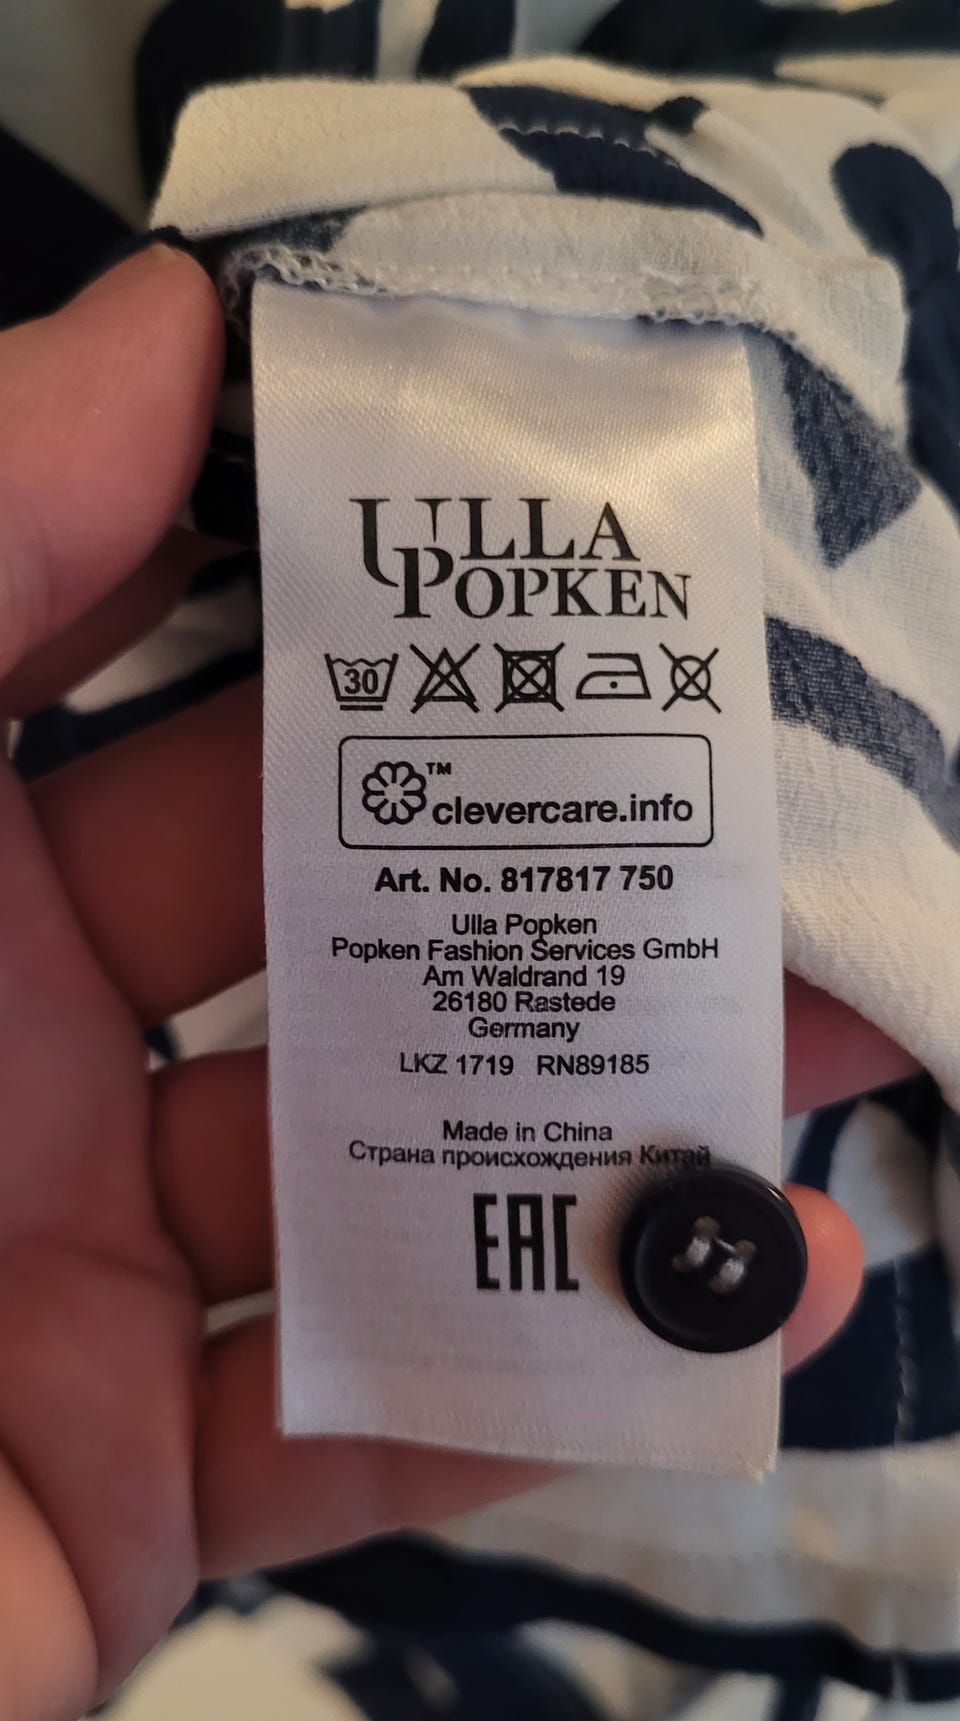 ULLA
POPKEN
30
™
clevercare.info
Art. No. 817817 750
Ulla Popken
Popken Fashion Services GmbH
Am Waldrand 19
26180 Rastede
Germany
LKZ 1719 RN89185
Made in China
Страна происхождения Китай
EAC